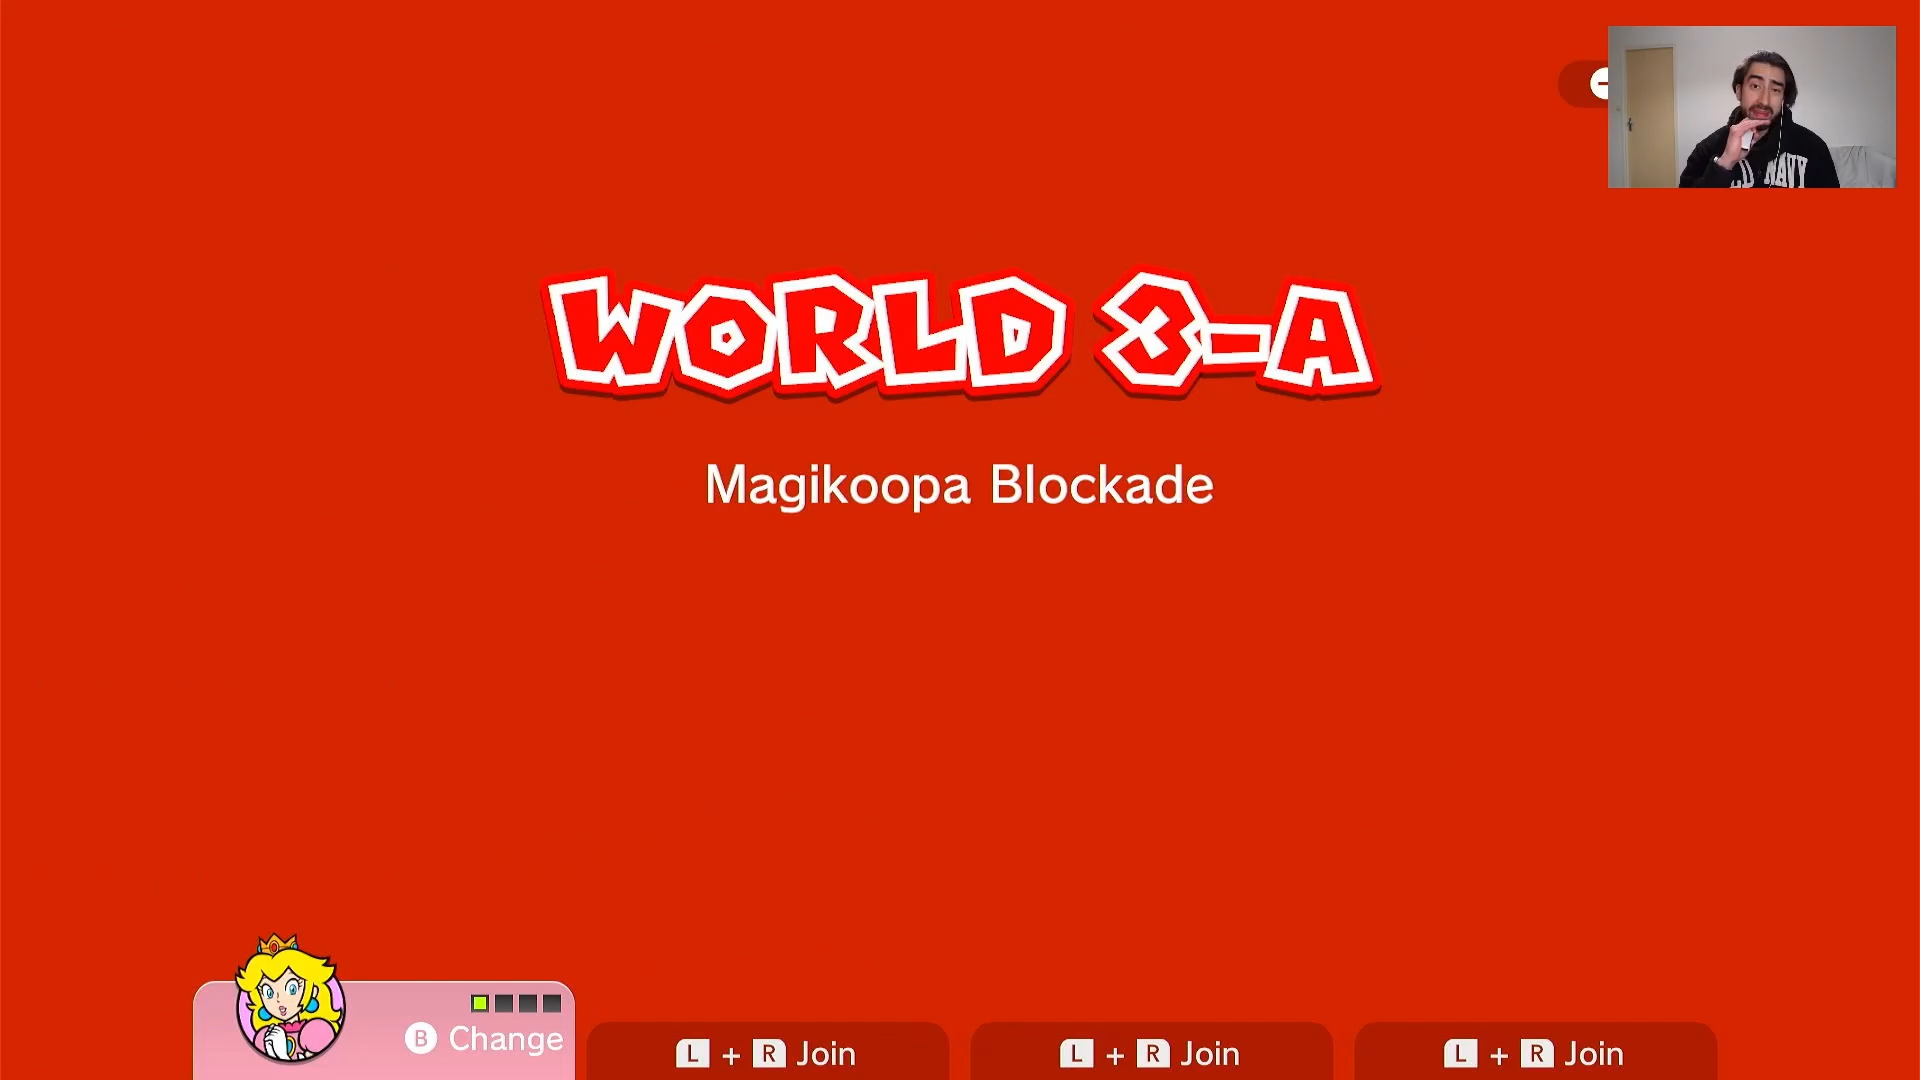 WORLD 3-A
Magikoopa Blockade
B Change
L + R Join
L + R Join
L + R Join